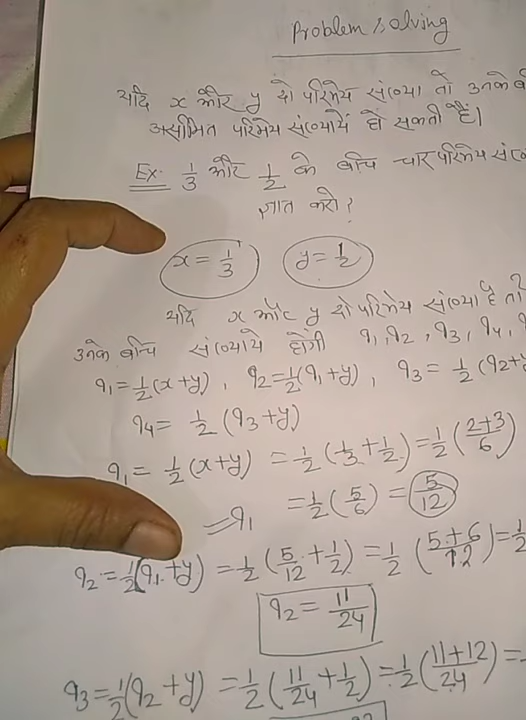 Problem solving
यदि x और y दो परिमेय संख्या तो उनके
असीमित परिमेय संख्यायें हो सकती हैं।
Ex. 1/3 और 1/2 के बीच चार परिमेय
ज्ञात करो?
x = 1/3 y = 1/2
यदि x और y दो परिमेय संख्या है तो
उनके बीच संख्याये होंगी q1, q2, q3, q4,
q1 = 1/2(x+y), q2 = 1/2(q1+y), q3 = 1/2(q2+
q4 = 1/2(q3+y)
q1 = 1/2(x+y) = 1/2(1/3+1/2) = 1/2((2+3)/6)
⇒ q1 = 1/2(5/6) = 5/12
q2 = 1/2(q1+y) = 1/2(5/12+1/2) = 1/2((5+6)/12) = 1/2
q2 = 11/24
q3 = 1/2(q2+y) = 1/2(11/24+1/2) = 1/2((11+12)/24) =